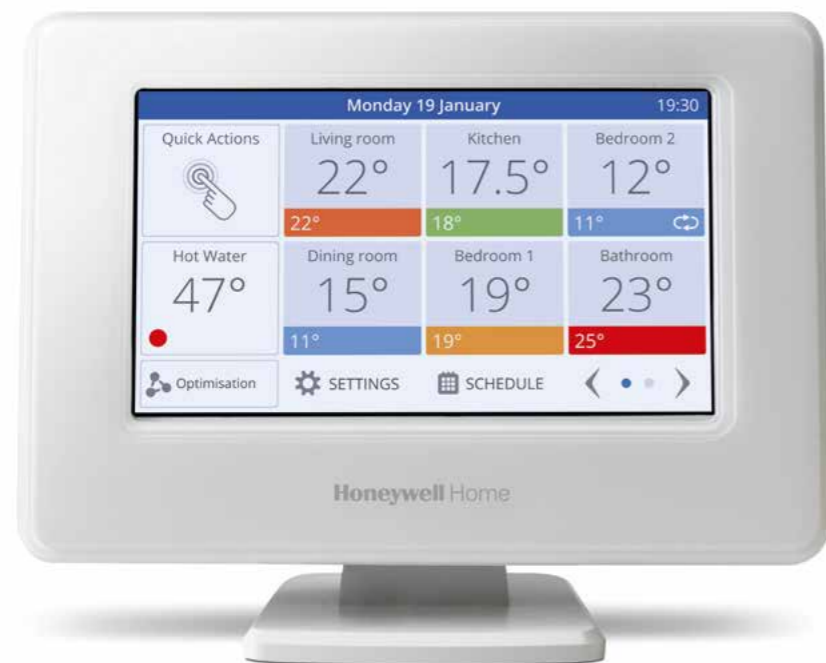 Monday 19 January 19:30
Quick Actions
Living room
22°
22°
Kitchen
17.5°
18°
Bedroom 2
12°
11°
Hot Water
47°
Dining room
15°
11°
Bedroom 1
19°
19°
Bathroom
23°
25°
Optimisation
SETTINGS
SCHEDULE
Honeywell Home